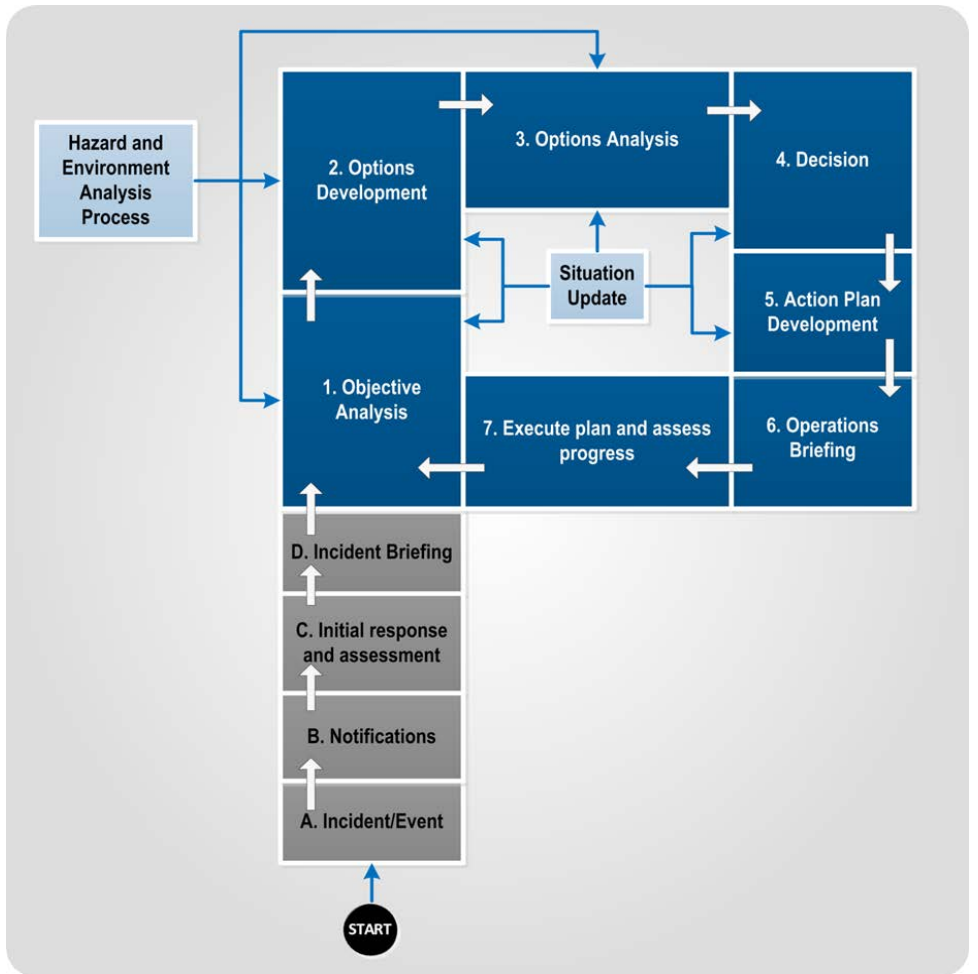 Hazard and
Environment
Analysis
Process
2. Options
Development
3. Options Analysis
4. Decision
Situation
Update
5. Action Plan
Development
1. Objective
Analysis
7. Execute plan and assess
progress
6. Operations
Briefing
D. Incident Briefing
C. Initial response
and assessment
B. Notifications
A. Incident/Event
START